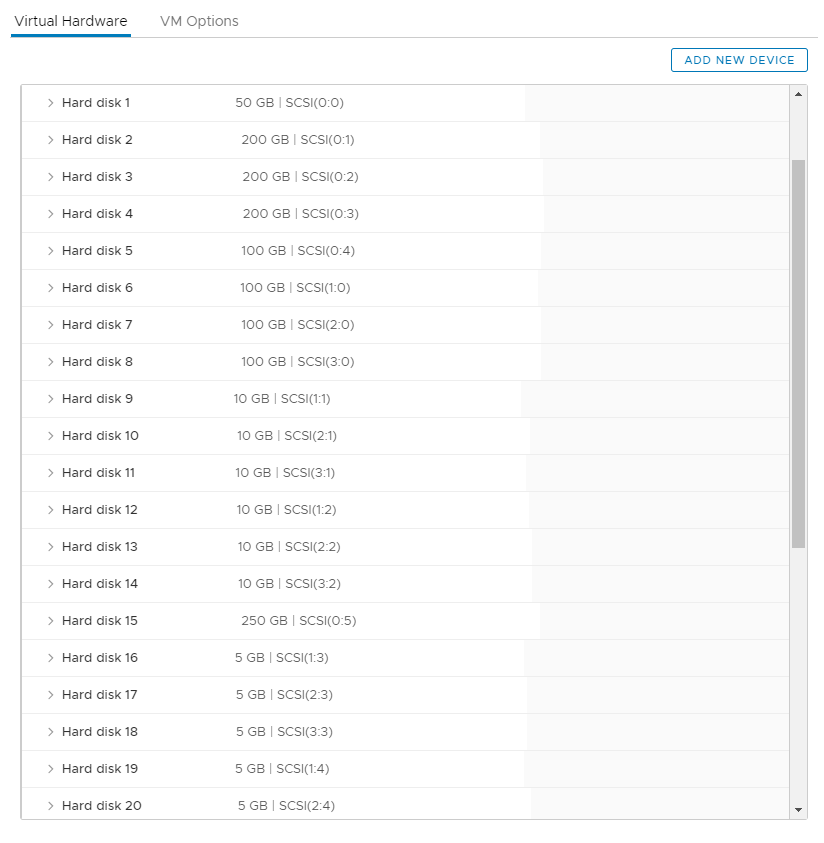 Virtual Hardware VM Options
ADD NEW DEVICE
Hard disk 1 50 GB | SCSI(0:0)
Hard disk 2 200 GB | SCSI(0:1)
Hard disk 3 200 GB | SCSI(0:2)
Hard disk 4 200 GB | SCSI(0:3)
Hard disk 5 100 GB | SCSI(0:4)
Hard disk 6 100 GB | SCSI(1:0)
Hard disk 7 100 GB | SCSI(2:0)
Hard disk 8 100 GB | SCSI(3:0)
Hard disk 9 10 GB | SCSI(1:1)
Hard disk 10 10 GB | SCSI(2:1)
Hard disk 11 10 GB | SCSI(3:1)
Hard disk 12 10 GB | SCSI(1:2)
Hard disk 13 10 GB | SCSI(2:2)
Hard disk 14 10 GB | SCSI(3:2)
Hard disk 15 250 GB | SCSI(0:5)
Hard disk 16 5 GB | SCSI(1:3)
Hard disk 17 5 GB | SCSI(2:3)
Hard disk 18 5 GB | SCSI(3:3)
Hard disk 19 5 GB | SCSI(1:4)
Hard disk 20 5 GB | SCSI(2:4)